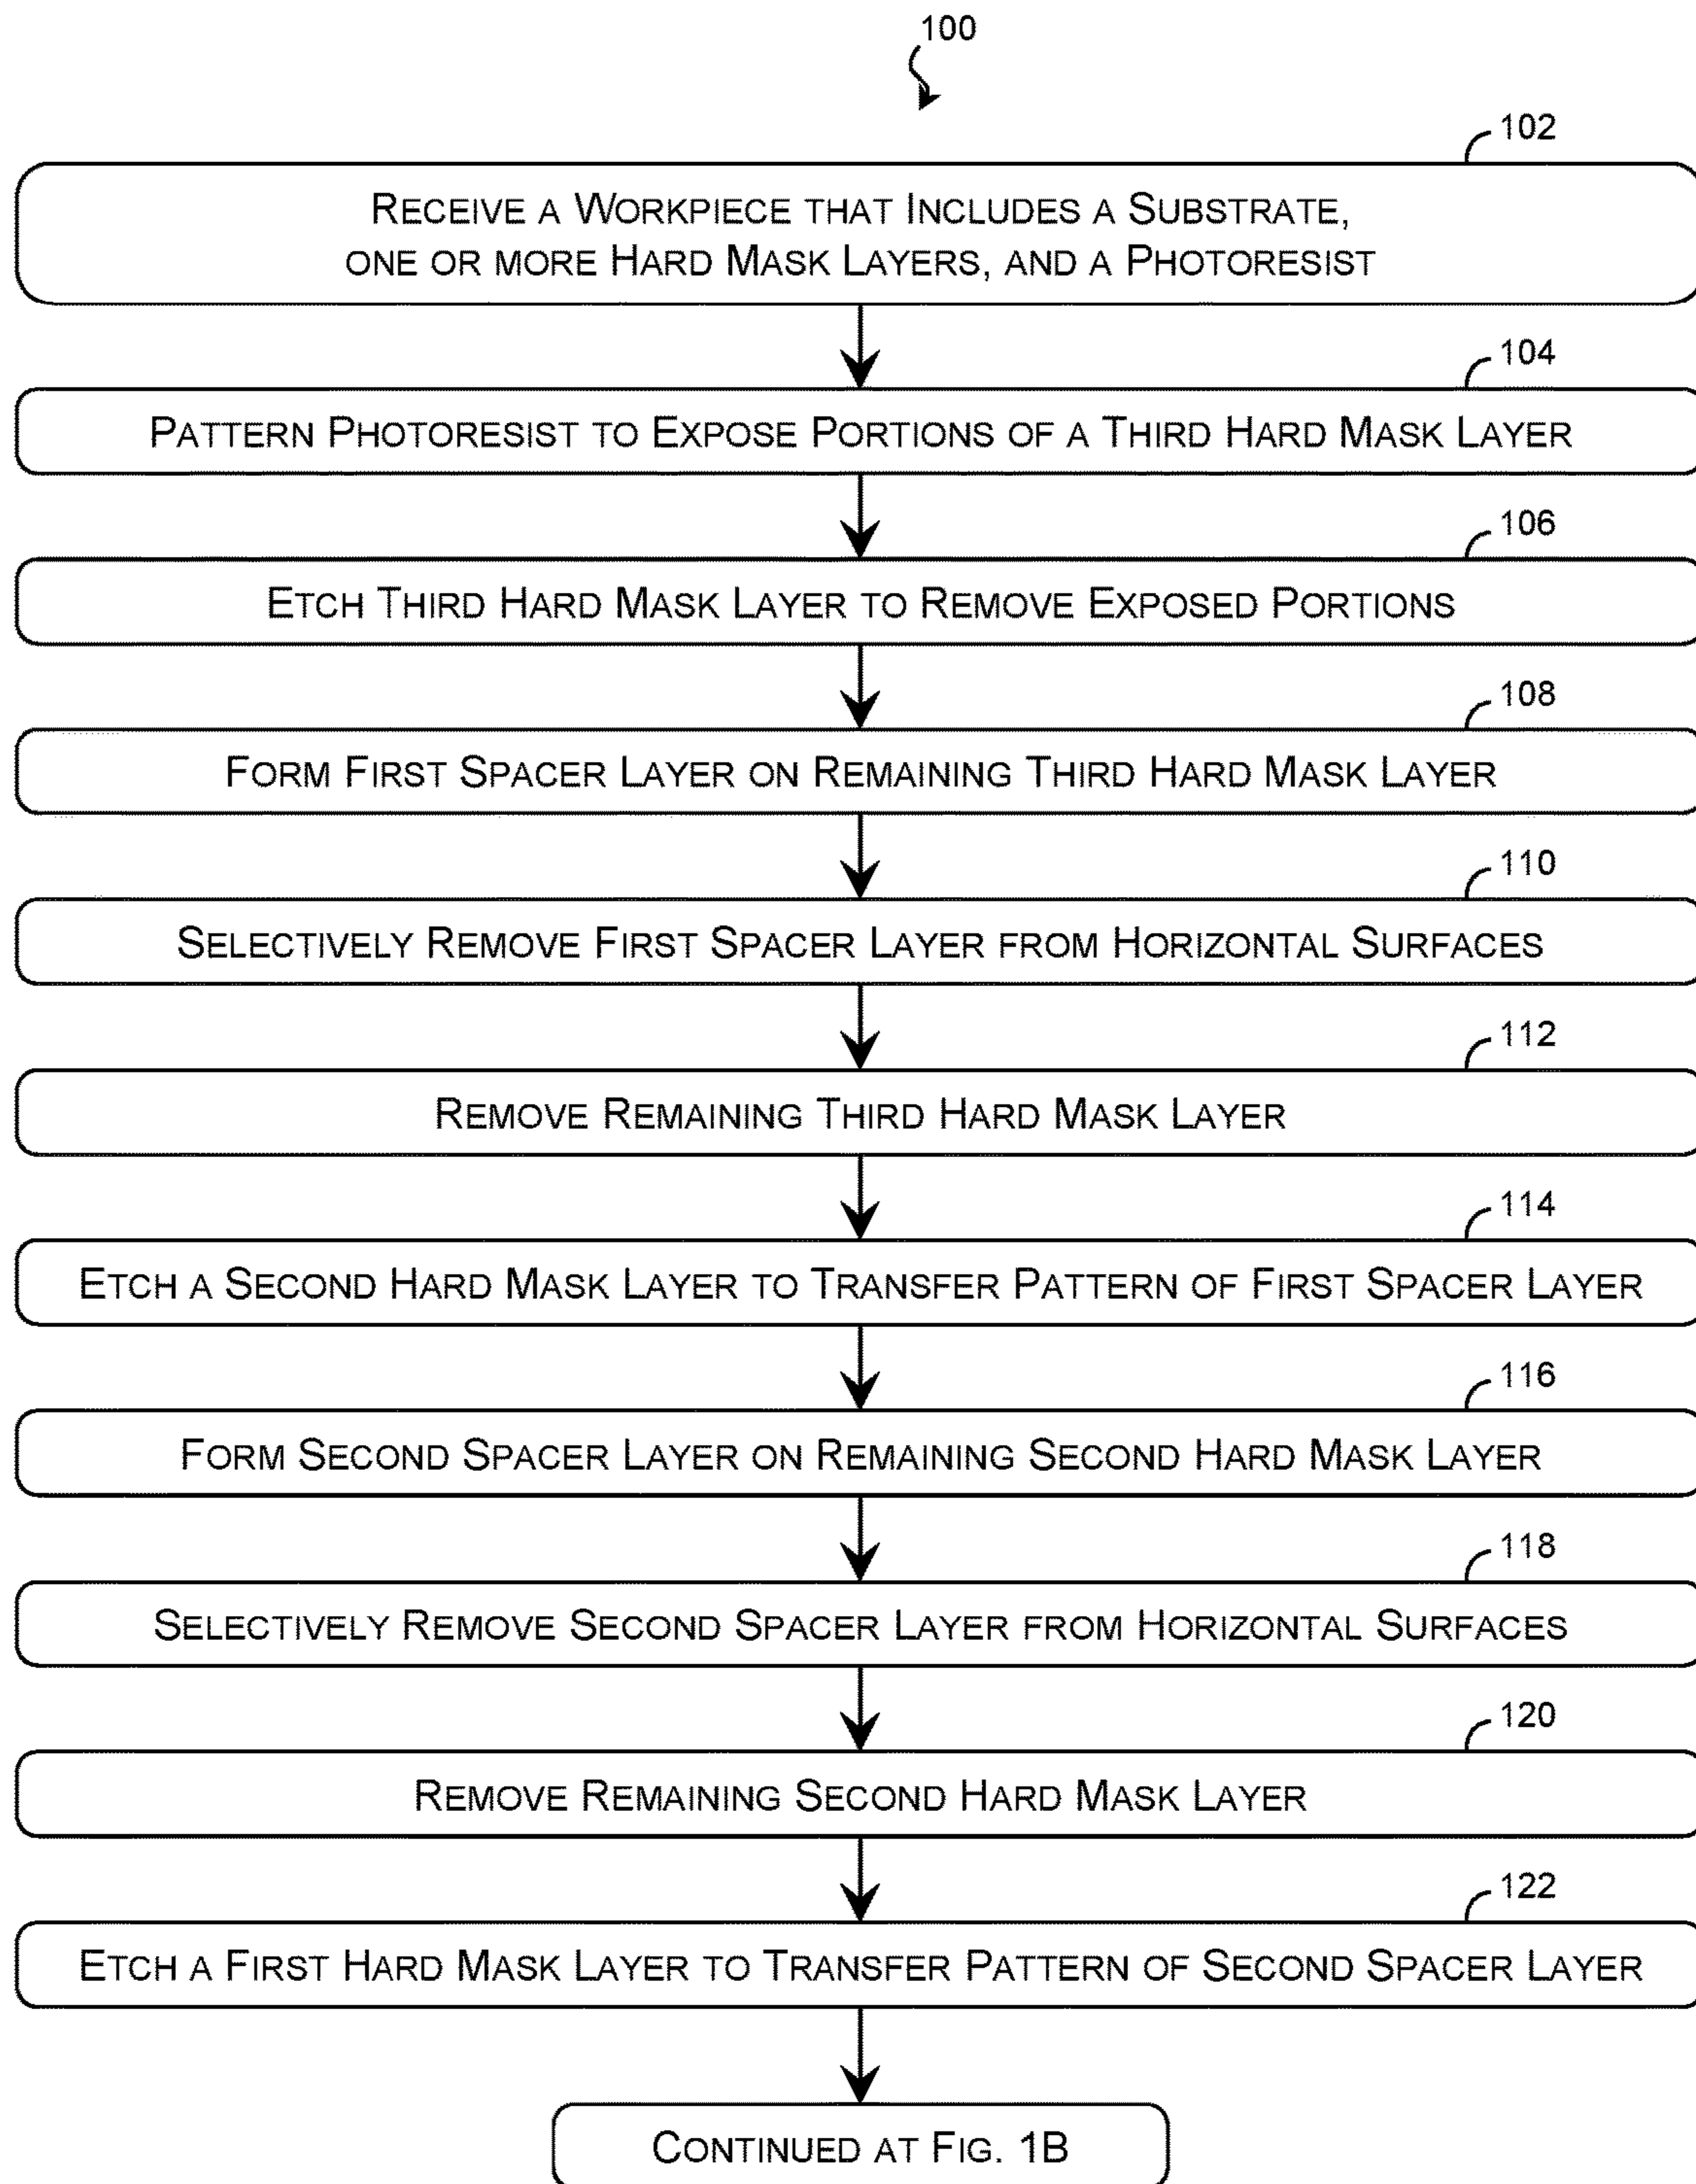 100
102
RECEIVE A WORKPIECE THAT INCLUDES A SUBSTRATE,
ONE OR MORE HARD MASK LAYERS, AND A PHOTORESIST
104
PATTERN PHOTORESIST TO EXPOSE PORTIONS OF A THIRD HARD MASK LAYER
106
ETCH THIRD HARD MASK LAYER TO REMOVE EXPOSED PORTIONS
108
FORM FIRST SPACER LAYER ON REMAINING THIRD HARD MASK LAYER
110
SELECTIVELY REMOVE FIRST SPACER LAYER FROM HORIZONTAL SURFACES
112
REMOVE REMAINING THIRD HARD MASK LAYER
114
ETCH A SECOND HARD MASK LAYER TO TRANSFER PATTERN OF FIRST SPACER LAYER
116
FORM SECOND SPACER LAYER ON REMAINING SECOND HARD MASK LAYER
118
SELECTIVELY REMOVE SECOND SPACER LAYER FROM HORIZONTAL SURFACES
120
REMOVE REMAINING SECOND HARD MASK LAYER
122
ETCH A FIRST HARD MASK LAYER TO TRANSFER PATTERN OF SECOND SPACER LAYER
CONTINUED AT FIG. 1B